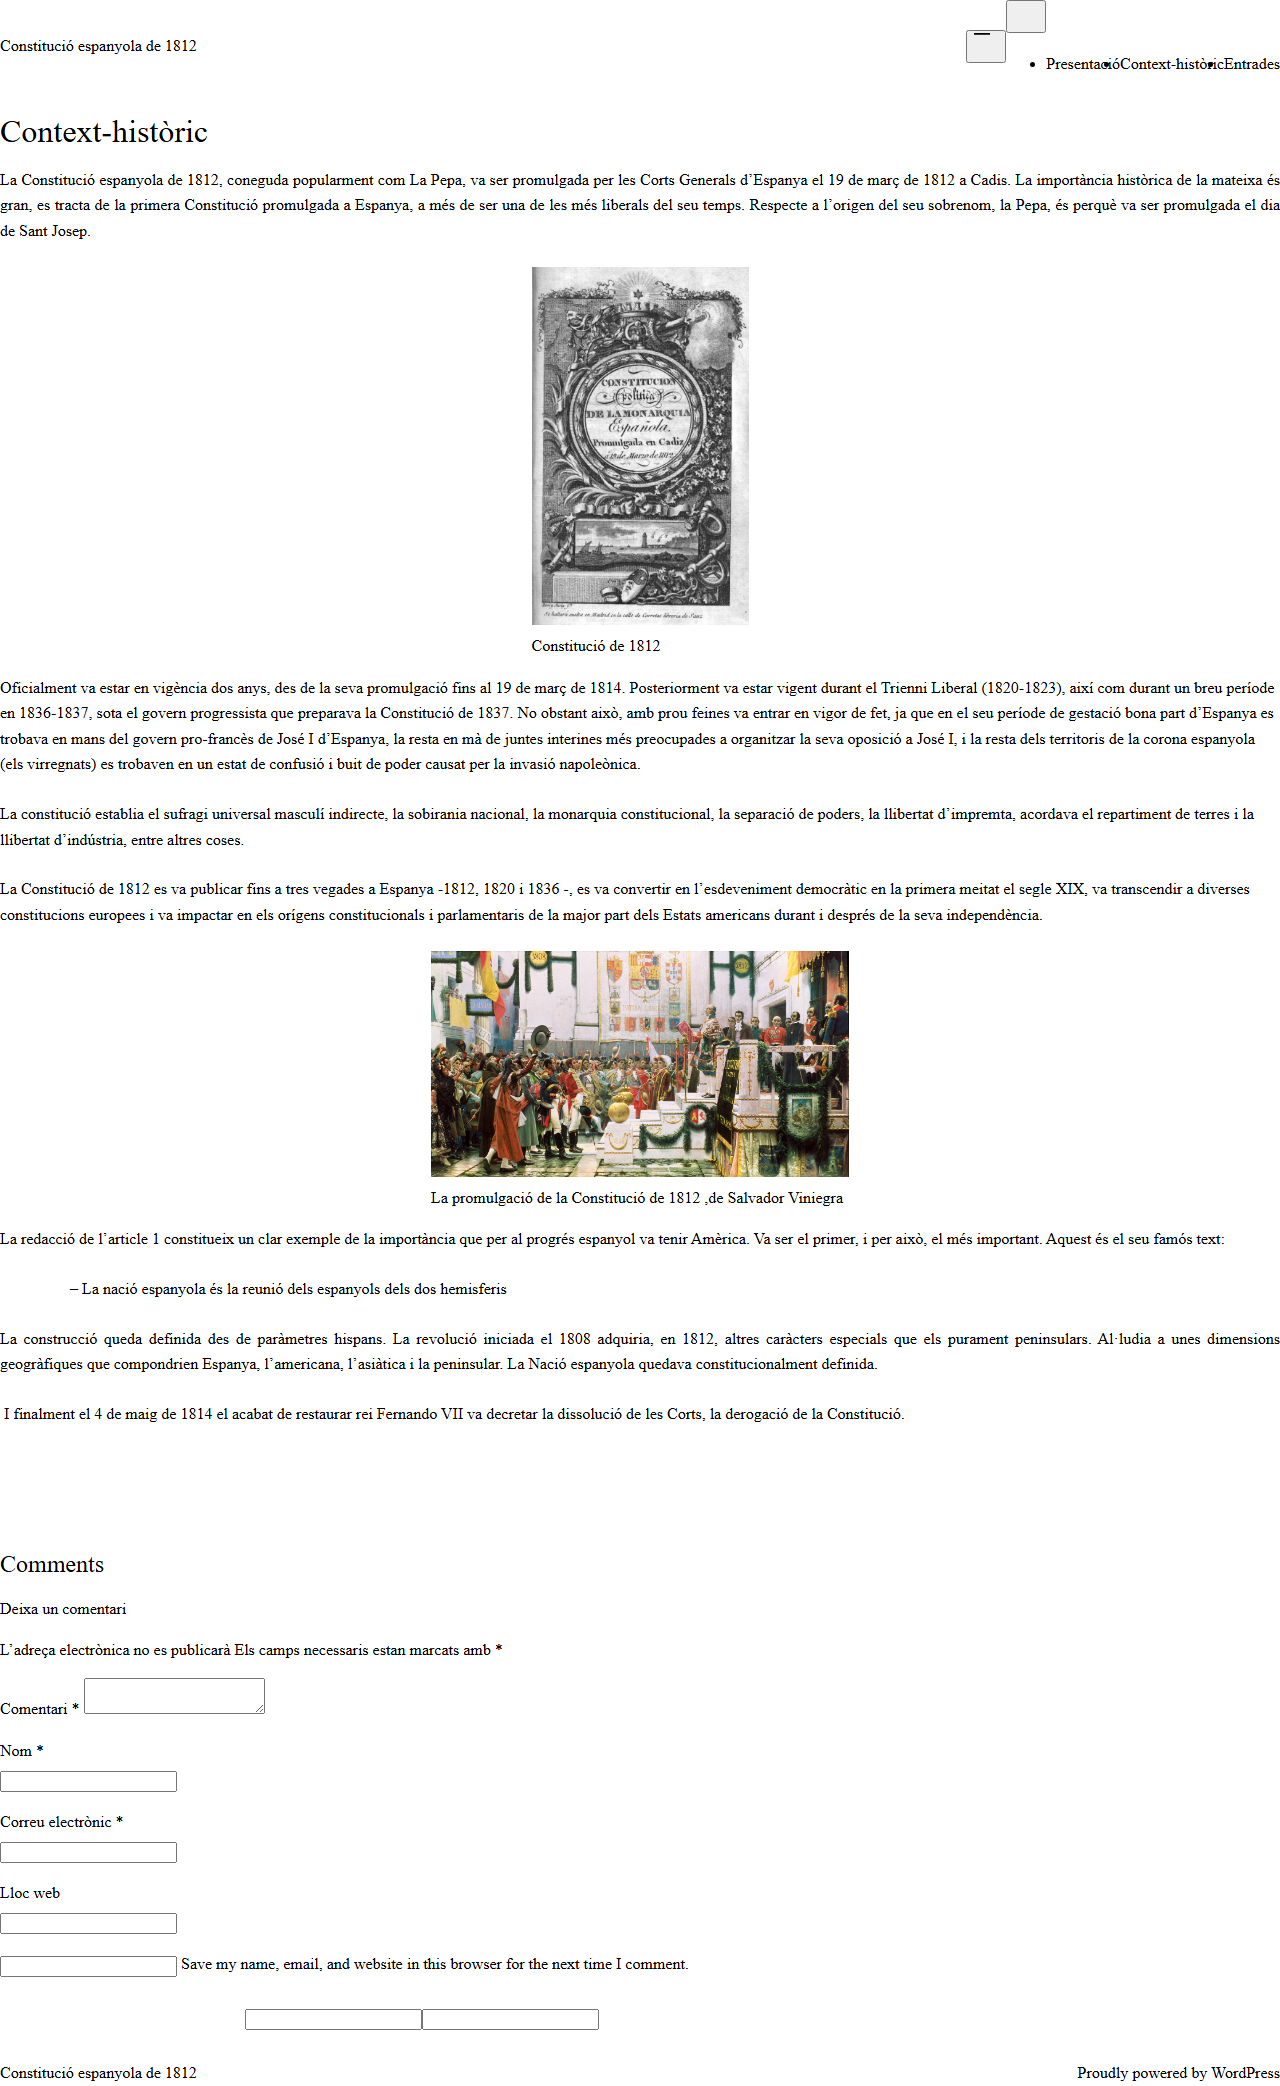 Constitució espanyola de 1812
Presentació
Context-històric
Entrades
Context-històric
La Constitució espanyola de 1812, coneguda popularment com La Pepa, va ser promulgada per les Corts Generals d’Espanya el 19 de març de 1812 a Cadis. La importància històrica de la mateixa és
gran, es tracta de la primera Constitució promulgada a Espanya, a més de ser una de les més liberals del seu temps. Respecte a l’origen del seu sobrenom, la Pepa, és perquè va ser promulgada el dia
de Sant Josep.
CONSTITUCION
politica
DE LA MONARQUIA
Española.
Promulgada en Cadiz
á 19 de Marzo de 1812
Constitució de 1812
Oficialment va estar en vigència dos anys, des de la seva promulgació fins al 19 de març de 1814. Posteriorment va estar vigent durant el Trienni Liberal (1820-1823), així com durant un breu període
en 1836-1837, sota el govern progressista que preparava la Constitució de 1837. No obstant això, amb prou feines va entrar en vigor de fet, ja que en el seu període de gestació bona part d’Espanya es
trobava en mans del govern pro-francès de José I d’Espanya, la resta en mà de juntes interines més preocupades a organitzar la seva oposició a José I, i la resta dels territoris de la corona espanyola
(els virregnats) es trobaven en un estat de confusió i buit de poder causat per la invasió napoleònica.
La constitució establia el sufragi universal masculí indirecte, la sobirania nacional, la monarquia constitucional, la separació de poders, la llibertat d’impremta, acordava el repartiment de terres i la
llibertat d’indústria, entre altres coses.
La Constitució de 1812 es va publicar fins a tres vegades a Espanya -1812, 1820 i 1836 -, es va convertir en l’esdeveniment democràtic en la primera meitat el segle XIX, va transcendir a diverses
constitucions europees i va impactar en els orígens constitucionals i parlamentaris de la major part dels Estats americans durant i després de la seva independència.
La promulgació de la Constitució de 1812 ,de Salvador Viniegra
La redacció de l’article 1 constitueix un clar exemple de la importància que per al progrés espanyol va tenir Amèrica. Va ser el primer, i per això, el més important. Aquest és el seu famós text:
– La nació espanyola és la reunió dels espanyols dels dos hemisferis
La construcció queda definida des de paràmetres hispans. La revolució iniciada el 1808 adquiria, en 1812, altres caràcters especials que els purament peninsulars. Al·ludia a unes dimensions
geogràfiques que compondrien Espanya, l’americana, l’asiàtica i la peninsular. La Nació espanyola quedava constitucionalment definida.
I finalment el 4 de maig de 1814 el acabat de restaurar rei Fernando VII va decretar la dissolució de les Corts, la derogació de la Constitució.
Comments
Deixa un comentari
L’adreça electrònica no es publicarà Els camps necessaris estan marcats amb *
Comentari *
Nom *
Correu electrònic *
Lloc web
Save my name, email, and website in this browser for the next time I comment.
Constitució espanyola de 1812
Proudly powered by WordPress